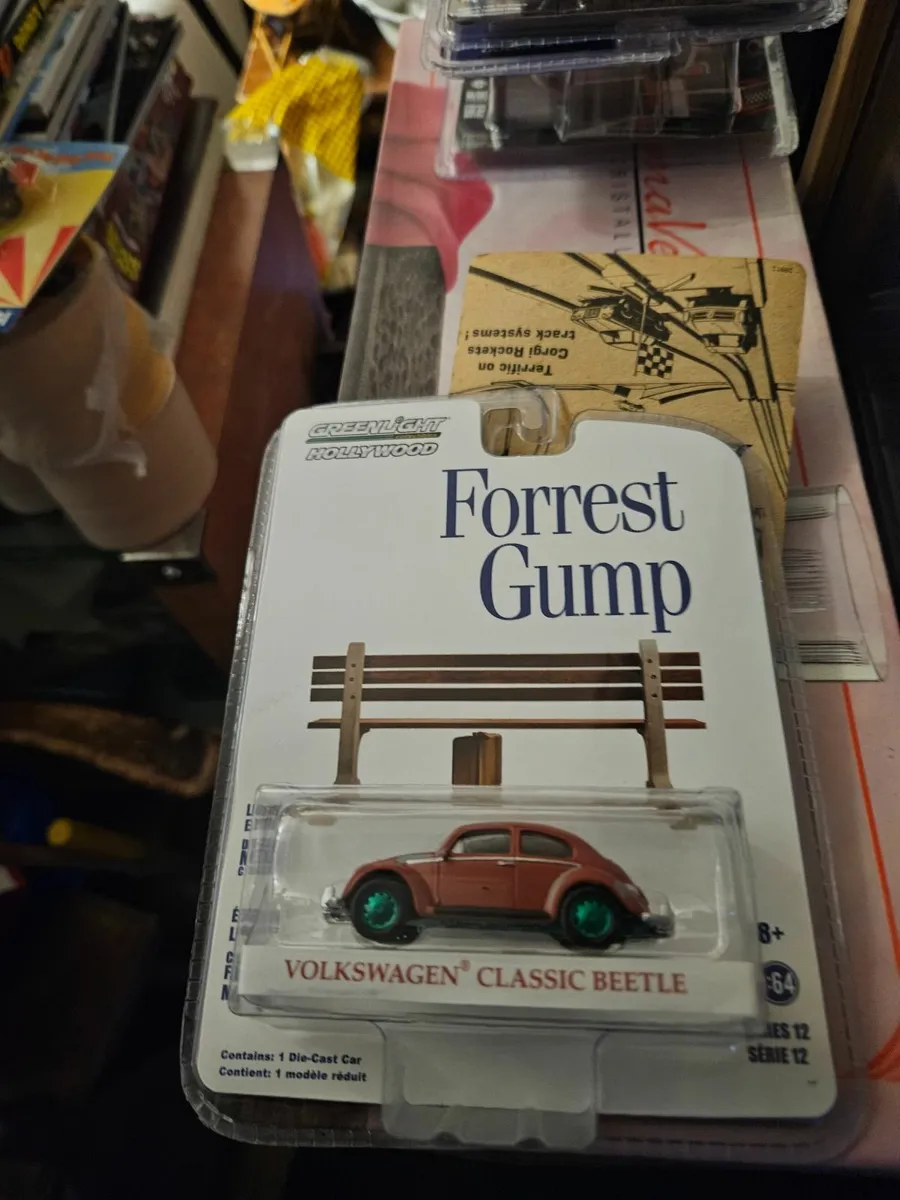 GREENLIGHT
HOLLYWOOD
Forrest
Gump
VOLKSWAGEN® CLASSIC BEETLE
8+
:64
IES 12
SÉRIE 12
Contains: 1 Die-Cast Car
Contient: 1 modèle réduit
Terrific on
Corgi Rockets
track systems!